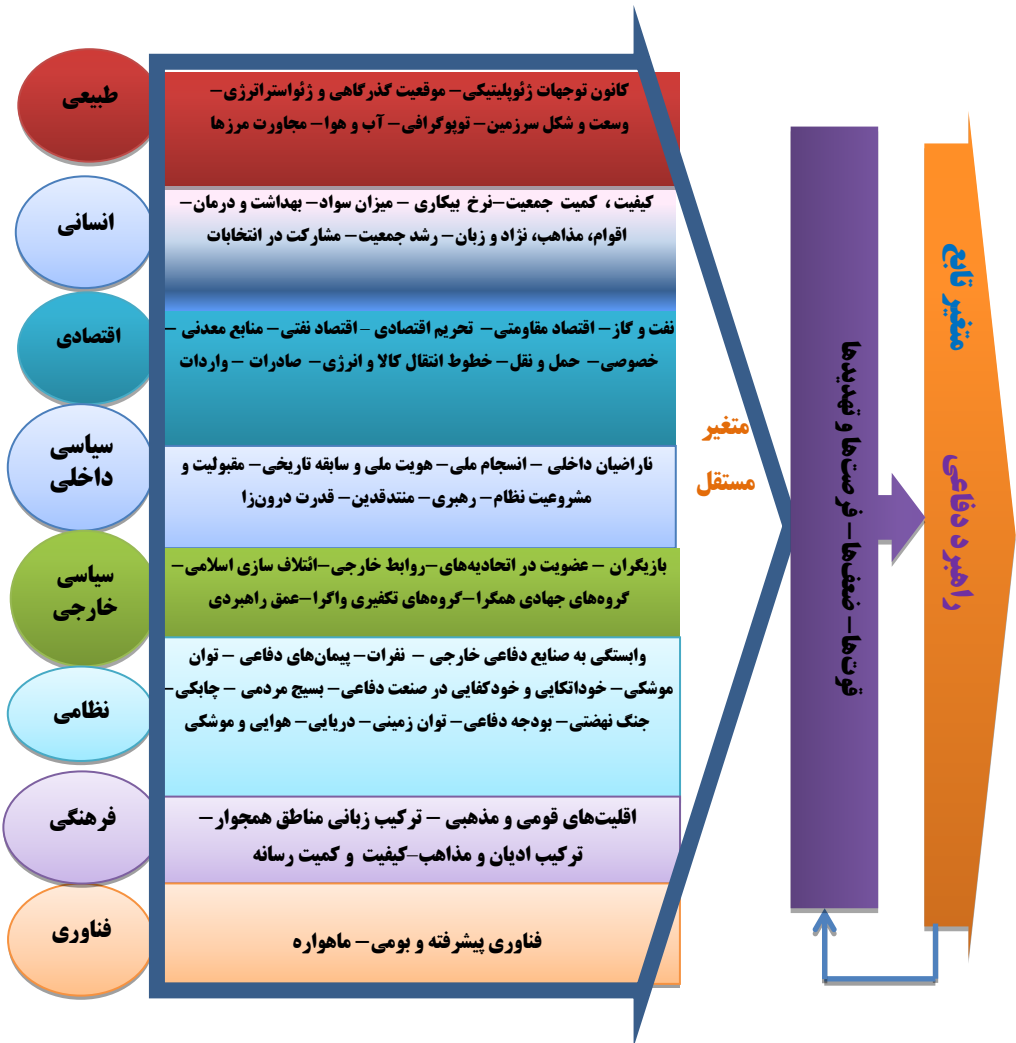 طبیعی
کانون توجهات ژئوپلیتیکی– موقعیت گذرگاهی و ژئواستراترژی–
وسعت و شکل سرزمین– توپوگرافی– آب و هوا– مجاورت مرزها
انسانی
کیفیت ، کمیت جمعیت–نرخ بیکاری – میزان سواد– بهداشت و درمان–
اقوام، مذاهب، نژاد و زبان– رشد جمعیت– مشارکت در انتخابات
اقتصادی
نفت و گاز– اقتصاد مقاومتی– تحریم اقتصادی – اقتصاد نفتی– منابع معدنی –
خصوصی– حمل و نقل– خطوط انتقال کالا و انرژی– صادرات – واردات
سیاسی
داخلی
ناراضیان داخلی – انسجام ملی– هویت ملی و سابقه تاریخی– مقبولیت و
مشروعیت نظام– رهبری– منتدقدین– قدرت درون‌زا
سیاسی
خارجی
بازیگران – عضویت در اتحادیه‌های–روابط خارجی–ائتلاف سازی اسلامی–
گروه‌های جهادی همگرا–گروه‌های تکفیری واگرا–عمق راهبردی
نظامی
وابستگی به صنایع دفاعی خارجی – نفرات– پیمان‌های دفاعی – توان
موشکی– خوداتکایی و خودکفایی در صنعت دفاعی– بسیج مردمی – چابکی–
جنگ نهضتی– بودجه دفاعی– توان زمینی– دریایی– هوایی و موشکی
فرهنگی
اقلیت‌های قومی و مذهبی – ترکیب زبانی مناطق همجوار–
ترکیب ادیان و مذاهب–کیفیت و کمیت رسانه
فناوری
فناوری پیشرفته و بومی– ماهواره
متغیر
مستقل
قوت‌ها– ضعف‌ها– فرصت‌ها و تهدیدها
متغیر تابع
راهبرد دفاعی